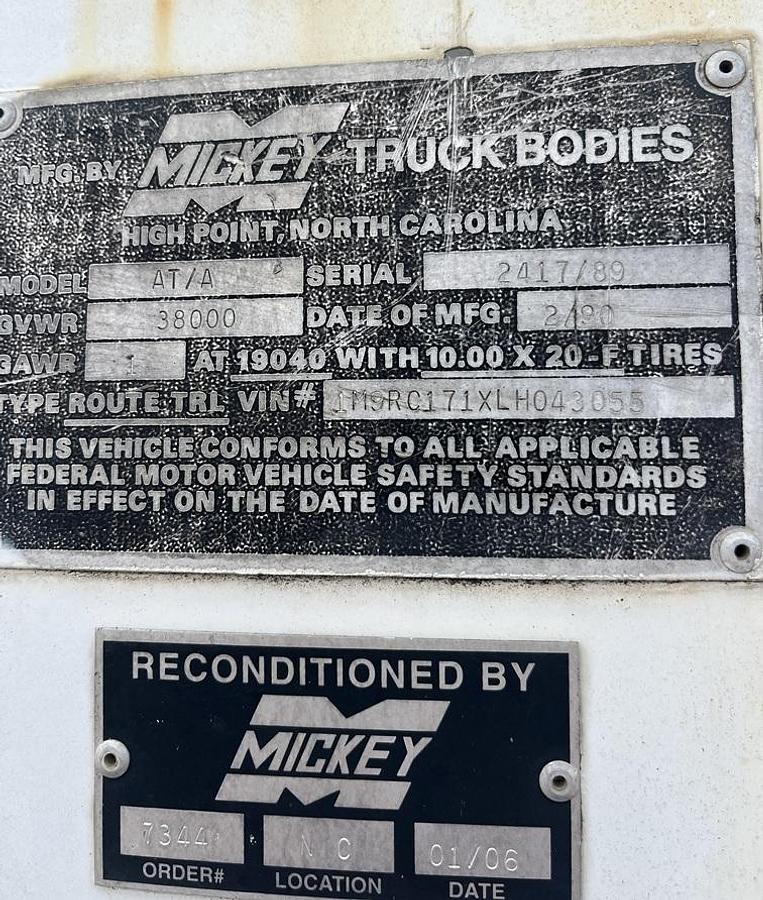 MFG. BY MICKEY TRUCK BODIES
HIGH POINT, NORTH CAROLINA
MODEL AT/A SERIAL 2417/89
GVWR 38000 DATE OF MFG. 2/90
GAWR 1 AT 19040 WITH 10.00 X 20-F TIRES
TYPE ROUTE TRL VIN# 1M9RC171XLH043055
THIS VEHICLE CONFORMS TO ALL APPLICABLE
FEDERAL MOTOR VEHICLE SAFETY STANDARDS
IN EFFECT ON THE DATE OF MANUFACTURE
RECONDITIONED BY
MICKEY
7344 N C 01/06
ORDER# LOCATION DATE